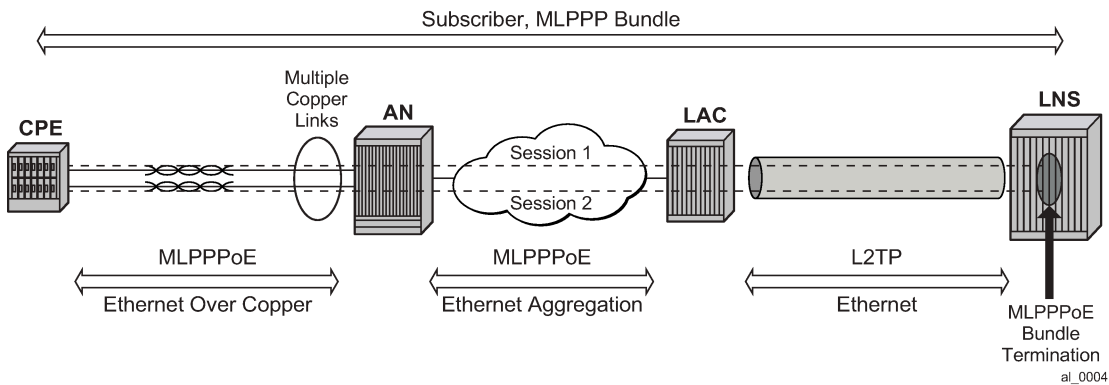 Subscriber, MLPPP Bundle
Multiple
Copper
Links
CPE
AN
LAC
LNS
Session 1
Session 2
MLPPPoE
Ethernet Over Copper
MLPPPoE
Ethernet Aggregation
L2TP
Ethernet
MLPPPoE
Bundle
Termination
al_0004